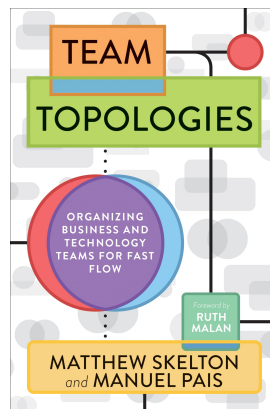 TEAM
TOPOLOGIES
ORGANIZING
BUSINESS AND
TECHNOLOGY
TEAMS FOR FAST
FLOW
Foreword by
RUTH
MALAN
MATTHEW SKELTON
and MANUEL PAIS